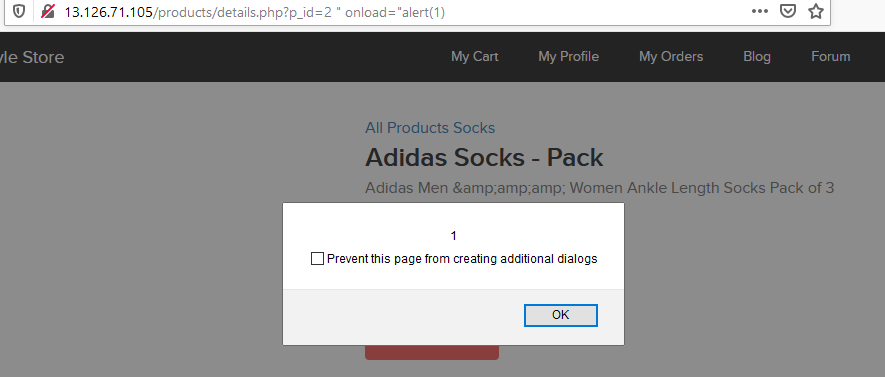 13.126.71.105/products/details.php?p_id=2 " onload="alert(1)
yle Store My Cart My Profile My Orders Blog Forum
All Products Socks
Adidas Socks - Pack
Adidas Men &amp;amp;amp; Women Ankle Length Socks Pack of 3
1
Prevent this page from creating additional dialogs
OK